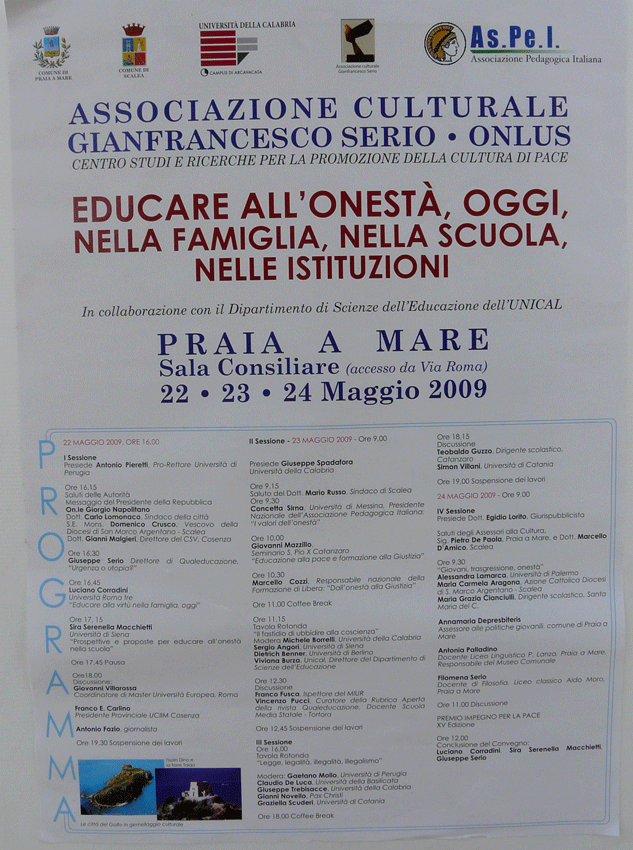 COMUNE DI
PRAIA A MARE
COMUNE DI
SCALEA
UNIVERSITÀ DELLA CALABRIA
CAMPUS DI ARCAVACATA
Associazione culturale
Gianfrancesco Serio
As.Pe.I.
Associazione Pedagogica Italiana
ASSOCIAZIONE CULTURALE
GIANFRANCESCO SERIO • ONLUS
CENTRO STUDI E RICERCHE PER LA PROMOZIONE DELLA CULTURA DI PACE
EDUCARE ALL'ONESTÀ, OGGI,
NELLA FAMIGLIA, NELLA SCUOLA,
NELLE ISTITUZIONI
In collaborazione con il Dipartimento di Scienze dell'Educazione dell'UNICAL
PRAIA A MARE
Sala Consiliare (accesso da Via Roma)
22 • 23 • 24 Maggio 2009
PROGRAMMA
22 MAGGIO 2009, ORE 16.00
I Sessione
Presiede Antonio Pieretti, Pro-Rettore Università di
Perugia
Ore 16,15
Saluti delle Autorità
Messaggio del Presidente della Repubblica
On.le Giorgio Napolitano
Dott. Carlo Lomonaco, Sindaco della città
S.E. Mons. Domenico Crusco, Vescovo della
Diocesi di San Marco Argentano - Scalea
Dott. Gianni Malgieri, Direttore del CSV, Cosenza
Ore 16,30
Giuseppe Serio Direttore di Qualeducazione,
"Urgenza o utopia?"
Ore 16.45
Luciano Corradini
Università Roma tre
"Educare alla virtù nella famiglia, oggi"
Ore 17, 15
Sira Serenella Macchietti
Università di Siena
"Prospettive e proposte per educare all'onestà
nella scuola"
Ore 17.45 Pausa
Ore18.00
Discussione:
Giovanni Villarossa
Coordinatore di Master Università Europea, Roma
Franco E. Carlino
Presidente Provinciale UCIIM Cosenza
Antonio Fazio, giornalista
Ore 19.30 Sospensione dei lavori
Le città del Giallo in gemellaggio culturale
II Sessione - 23 MAGGIO 2009 - Ore 9,00
Presiede Giuseppe Spadafora
Università della Calabria
Ore 9,15
Saluto del Dott. Mario Russo, Sindaco di Scalea
Ore 9,30
Concetta Sirna, Università di Messina, Presidente
Nazionale dell'Associazione Pedagogica Italiana:
"I valori dell'onestà"
Ore 10,00
Giovanni Mazzillo,
Seminario S. Pio X Catanzaro
"Educazione alla pace e formazione alla Giustizia"
Ore 10,30
Marcello Cozzi, Responsabile nazionale della
Formazione di Libera: "Dall'onestà alla Giustizia"
Ore 11,00 Coffee Break
Ore 11,15
Tavola Rotonda
"Il fastidio di ubbidire alla coscienza"
Modera Michele Borrelli, Università della Calabria
Sergio Angori, Università di Siena
Dietrich Benner, Università di Berlino
Viviana Burza, Unical, Direttore del Dipartimento di
Scienze dell'Educazione
Ore 12.30
Discussione
Franco Fusca, Ispettore del MIUR
Vincenzo Pucci, Curatore della Rubrica Aperta
della rivista Qualeducazione, Docente Scuola
Media Statale - Tortora
Ore 12,45 Sospensione dei lavori
III Sessione
Ore 16,00
Tavola Rotonda
"Legge, legalità, illegalità, illegalismo"
Modera: Gaetano Mollo, Università di Perugia
Claudio De Luca, Università della Basilicata
Giuseppe Trebisacce, Università della Calabria
Gianni Novello, Pax Christi
Graziella Scuderi, Università di Catania
Ore 18.00 Coffee Break
Ore 18,15
Discussione
Teobaldo Guzzo, Dirigente scolastico,
Catanzaro
Simon Villani, Università di Catania
Ore 19,00 Sospensione dei lavori
24 MAGGIO 2009 - Ore 9,00
IV Sessione
Presiede Dott. Egidio Lorito, Giurispubblicista
Saluti degli Assessori alla Cultura,
Sig. Pietro De Paola, Praia a Mare, e Dott. Marcello
D'Amico, Scalea
Ore 9,30
"Giovani, trasgressione, onestà"
Alessandra Lamarca, Università di Palermo
Maria Carmela Aragona, Azione Cattolica Diocesi
di S. Marco Argentano - Scalea
Maria Grazia Cianciulli, Dirigente scolastico, Santa
Maria del C.
Annamaria Depresbiteris
Assessore alle politiche giovanili, comune di Praia a
Mare
Antonia Palladino
Docente Liceo Linguistico P. Lanza, Praia a Mare,
Responsabile del Museo Comunale
Filomena Serio
Docente di Filosofia, Liceo classico Aldo Moro,
Praia a Mare
Ore 11,00 Discussione
PREMIO IMPEGNO PER LA PACE
XV Edizione
Ore 12,00
Conclusione del Convegno:
Luciano Corradini, Sira Serenella Macchietti,
Giuseppe Serio